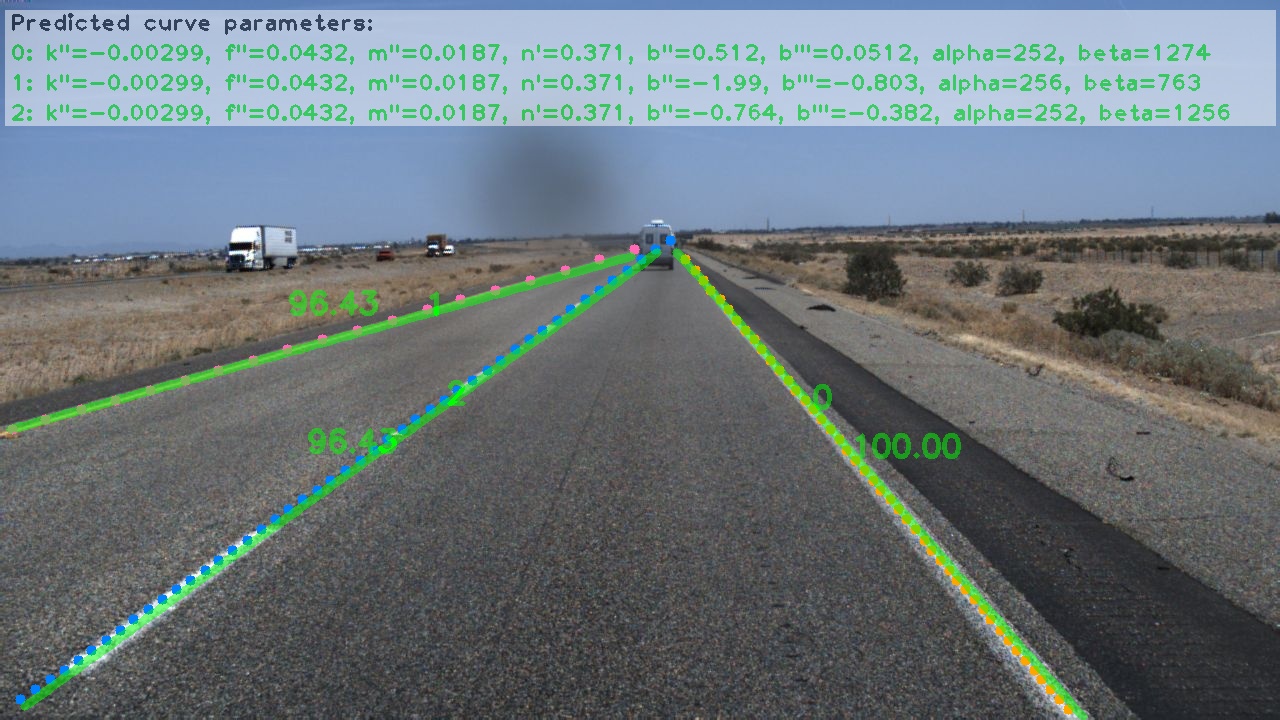 Predicted curve parameters:
0: k''=-0.00299, f''=0.0432, m''=0.0187, n'=0.371, b''=0.512, b'''=0.0512, alpha=252, beta=1274
1: k''=-0.00299, f''=0.0432, m''=0.0187, n'=0.371, b''=-1.99, b'''=-0.803, alpha=256, beta=763
2: k''=-0.00299, f''=0.0432, m''=0.0187, n'=0.371, b''=-0.764, b'''=-0.382, alpha=252, beta=1256
96.43 1
2 0
96.43 100.00